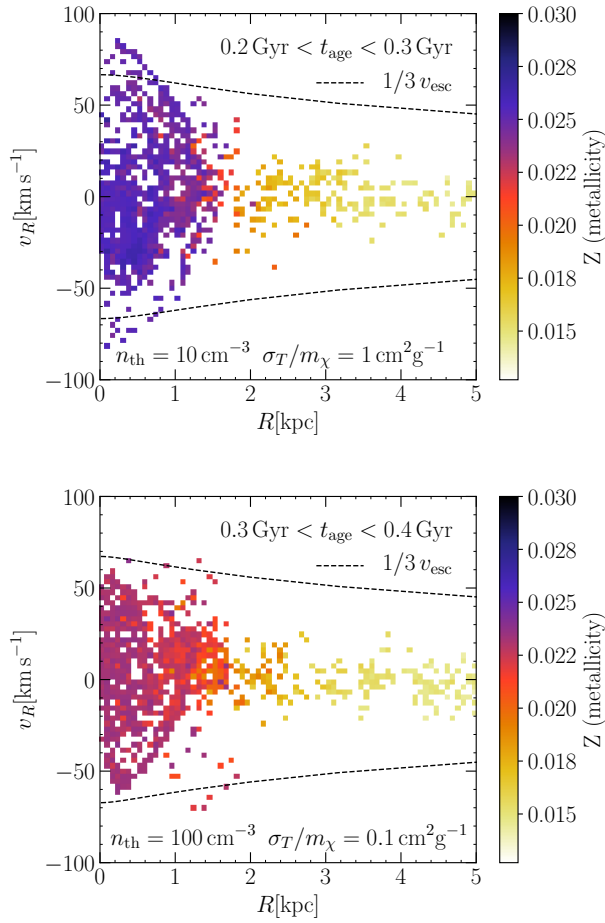 0.2 Gyr < t_age < 0.3 Gyr
1/3 v_esc
n_th = 10 cm⁻³ σ_T/m_χ = 1 cm²g⁻¹
100
50
0
−50
−100
v_R[km s⁻¹]
0 1 2 3 4 5
R[kpc]
0.030
0.028
0.025
0.022
0.020
0.018
0.015
Z (metallicity)
0.3 Gyr < t_age < 0.4 Gyr
1/3 v_esc
n_th = 100 cm⁻³ σ_T/m_χ = 0.1 cm²g⁻¹
100
50
0
−50
−100
v_R[km s⁻¹]
0 1 2 3 4 5
R[kpc]
0.030
0.028
0.025
0.022
0.020
0.018
0.015
Z (metallicity)